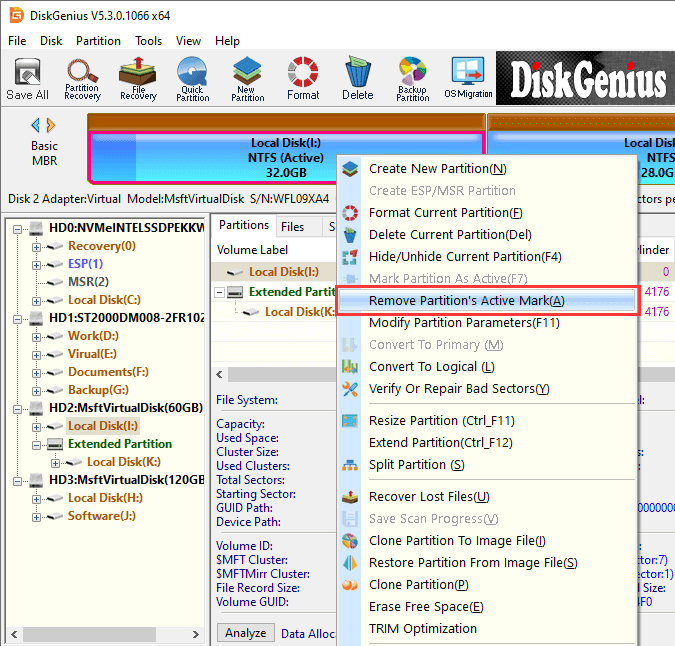 DiskGenius V5.3.0.1066 x64
File Disk Partition Tools View Help
Save All
Partition Recovery
File Recovery
Quick Partition
New Partition
Format
Delete
Backup Partition
OS Migration
DiskGenius
Basic
MBR
Local Disk(I:)
NTFS (Active)
32.0GB
Local Disk
NTFS
28.0G
Disk 2 Adapter:Virtual Model:MsftVirtualDisk S/N:WFL09XA4
ctors pe
HD0:NVMeINTELSSDPEKKW
Recovery(0)
ESP(1)
MSR(2)
Local Disk(C:)
HD1:ST2000DM008-2FR102
Work(D:)
Virual(E:)
Documents(F:)
Backup(G:)
HD2:MsftVirtualDisk(60GB)
Local Disk(I:)
Extended Partition
Local Disk(K:)
HD3:MsftVirtualDisk(120GB
Local Disk(H:)
Software(J:)
Partitions Files S
Volume Label
linder
Local Disk(I:)
0
Extended Partit
4176
Local Disk(K:
4176
File System:
Capacity:
Used Space:
Cluster Size:
Used Clusters:
Total Sectors:
Starting Sector:
GUID Path:
Device Path:
Volume ID:
$MFT Cluster:
$MFTMirr Cluster:
File Record Size:
Volume GUID:
Analyze Data Alloc
Create New Partition(N)
Create ESP/MSR Partition
Format Current Partition(F)
Delete Current Partition(Del)
Hide/Unhide Current Partition(F4)
Mark Partition As Active(F7)
Remove Partition's Active Mark(A)
Modify Partition Parameters(F11)
Convert To Primary (M)
Convert To Logical (L)
Verify Or Repair Bad Sectors(Y)
Resize Partition (Ctrl_F11)
Extend Partition(Ctrl_F12)
Split Partition (S)
Recover Lost Files(U)
Save Scan Progress(V)
Clone Partition To Image File(I)
Restore Partition From Image File(S)
Clone Partition(P)
Erase Free Space(E)
TRIM Optimization
el:
ctor:7)
ector:1)
4F0